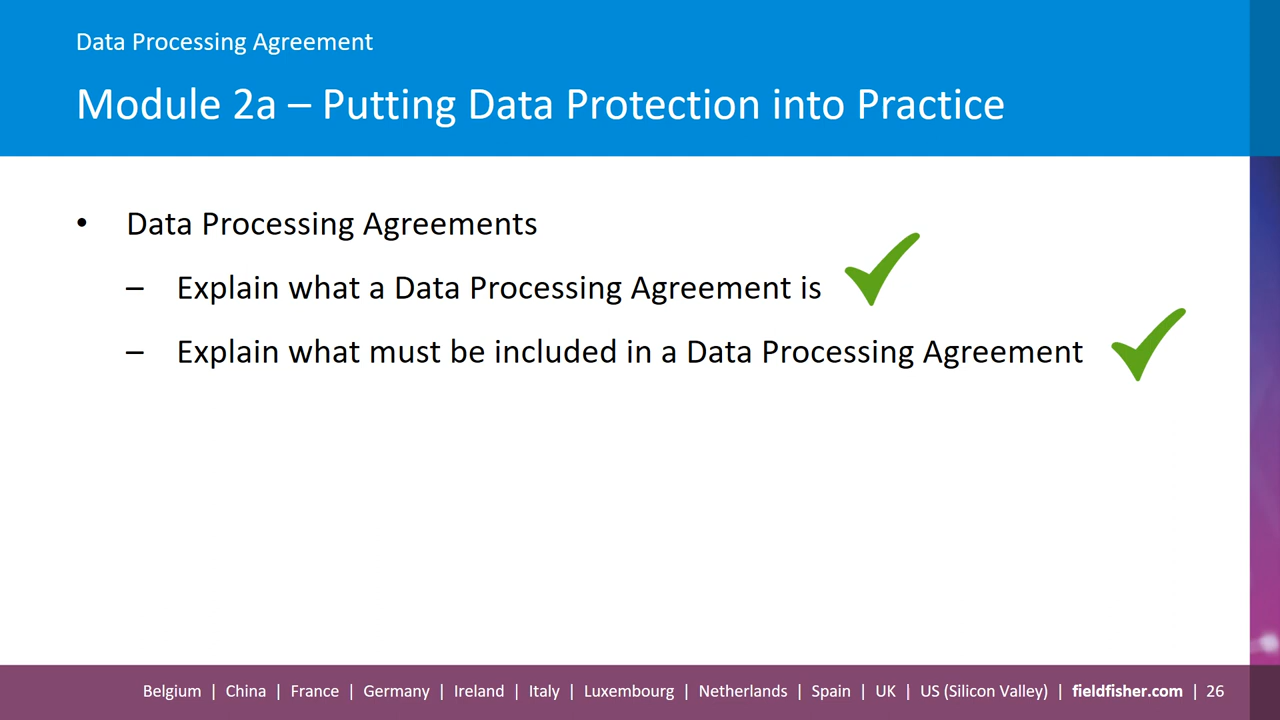 Data Processing Agreement
Module 2a – Putting Data Protection into Practice
• Data Processing Agreements
– Explain what a Data Processing Agreement is
– Explain what must be included in a Data Processing Agreement
Belgium | China | France | Germany | Ireland | Italy | Luxembourg | Netherlands | Spain | UK | US (Silicon Valley) | fieldfisher.com | 26